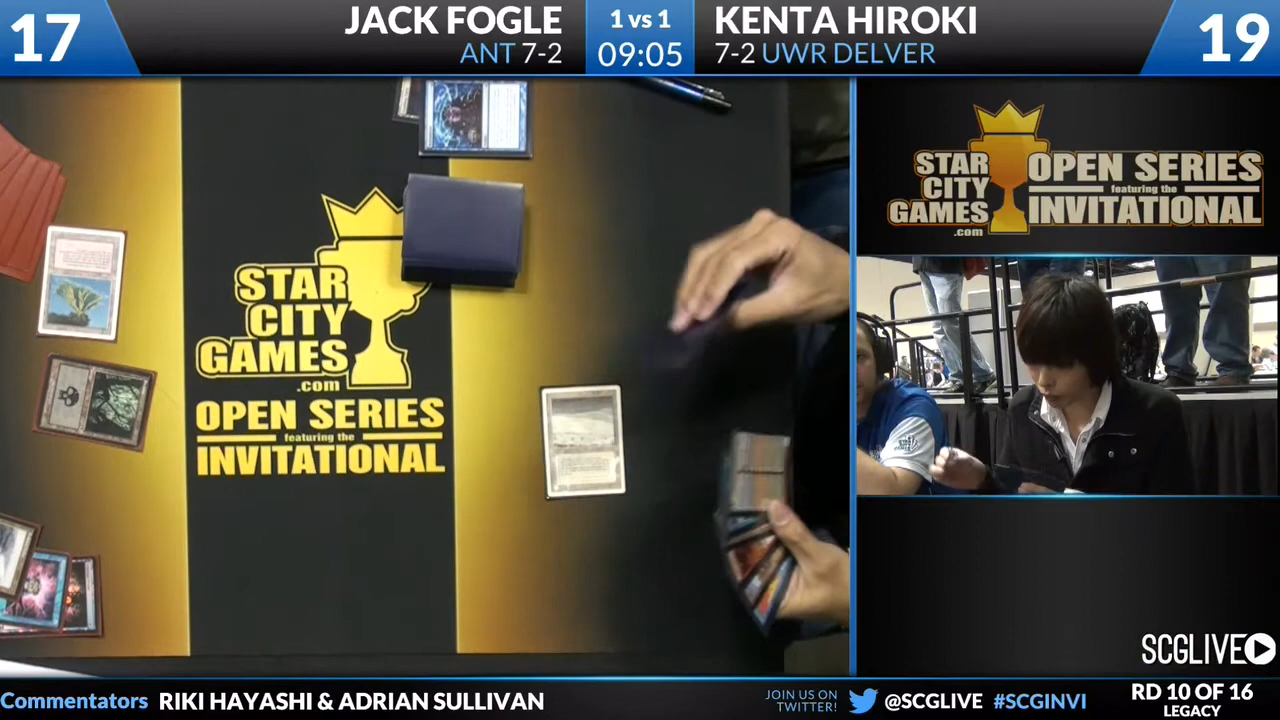 17
JACK FOGLE
ANT 7-2
1 vs 1
09:05
KENTA HIROKI
7-2 UWR DELVER
19
STAR
CITY
GAMES
.com
OPEN SERIES
featuring the
INVITATIONAL
STAR
CITY
GAMES
.com
OPEN SERIES
featuring the
INVITATIONAL
SCGLIVE
Commentators RIKI HAYASHI & ADRIAN SULLIVAN
JOIN US ON
TWITTER!
@SCGLIVE #SCGINVI
RD 10 OF 16
LEGACY